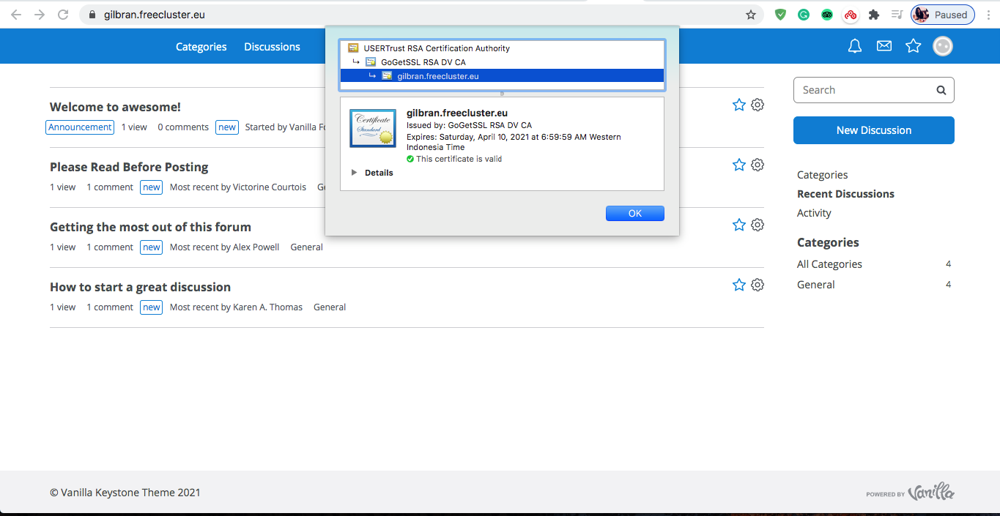 gilbran.freecluster.eu
Paused
Categories Discussions
USERTrust RSA Certification Authority
GoGetSSL RSA DV CA
gilbran.freecluster.eu
Certificate
Standard
gilbran.freecluster.eu
Issued by: GoGetSSL RSA DV CA
Expires: Saturday, April 10, 2021 at 6:59:59 AM Western
Indonesia Time
This certificate is valid
Details
OK
Welcome to awesome!
Announcement 1 view 0 comments new Started by Vanilla Fo
Please Read Before Posting
1 view 1 comment new Most recent by Victorine Courtois Ge
Getting the most out of this forum
1 view 1 comment new Most recent by Alex Powell General
How to start a great discussion
1 view 1 comment new Most recent by Karen A. Thomas General
Search
New Discussion
Categories
Recent Discussions
Activity
Categories
All Categories 4
General 4
© Vanilla Keystone Theme 2021
POWERED BY Vanilla